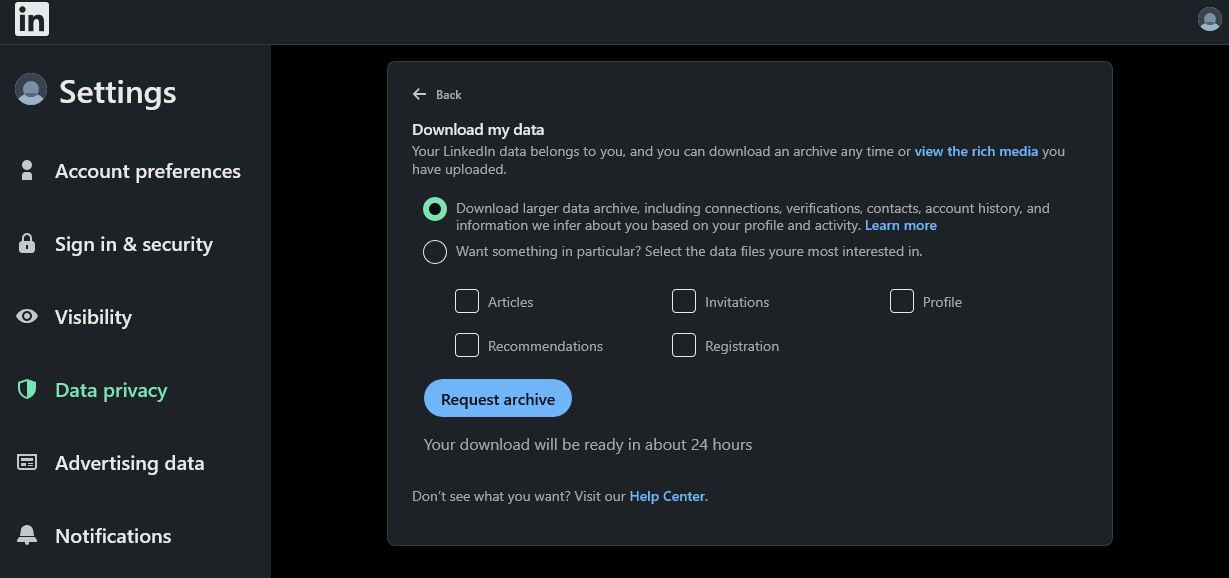 in
Settings
Account preferences
Sign in & security
Visibility
Data privacy
Advertising data
Notifications
Back
Download my data
Your LinkedIn data belongs to you, and you can download an archive any time or view the rich media you
have uploaded.
Download larger data archive, including connections, verifications, contacts, account history, and
information we infer about you based on your profile and activity. Learn more
Want something in particular? Select the data files youre most interested in.
Articles Invitations Profile
Recommendations Registration
Request archive
Your download will be ready in about 24 hours
Don’t see what you want? Visit our Help Center.